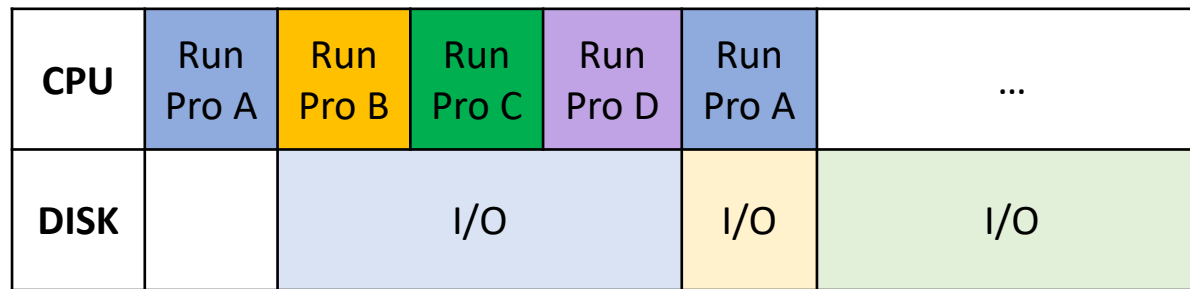 CPU
Run
Pro A
Run
Pro B
Run
Pro C
Run
Pro D
Run
Pro A
...
DISK
I/O
I/O
I/O